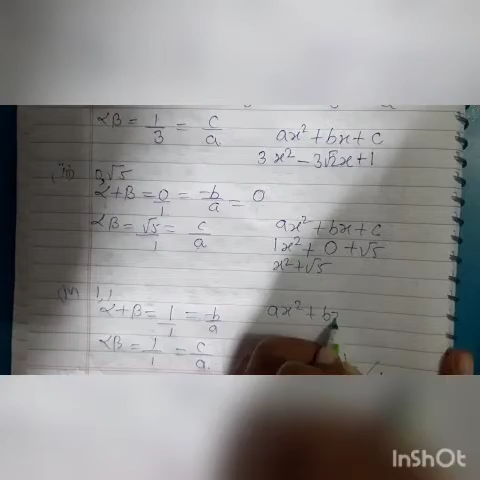 αβ = 1/3 = c/a
ax² + bx + c
3x² - 3√2x + 1
(ii) 0,√5
α+β = 0/1 = -b/a = 0
αβ = √5/1 = c/a
ax² + bx + c
1x² + 0 + √5
x² + √5
(iv) 1,1
α+β = 1/1 = -b/a
ax² + b
αβ = 1/1 = c/a
InShOt